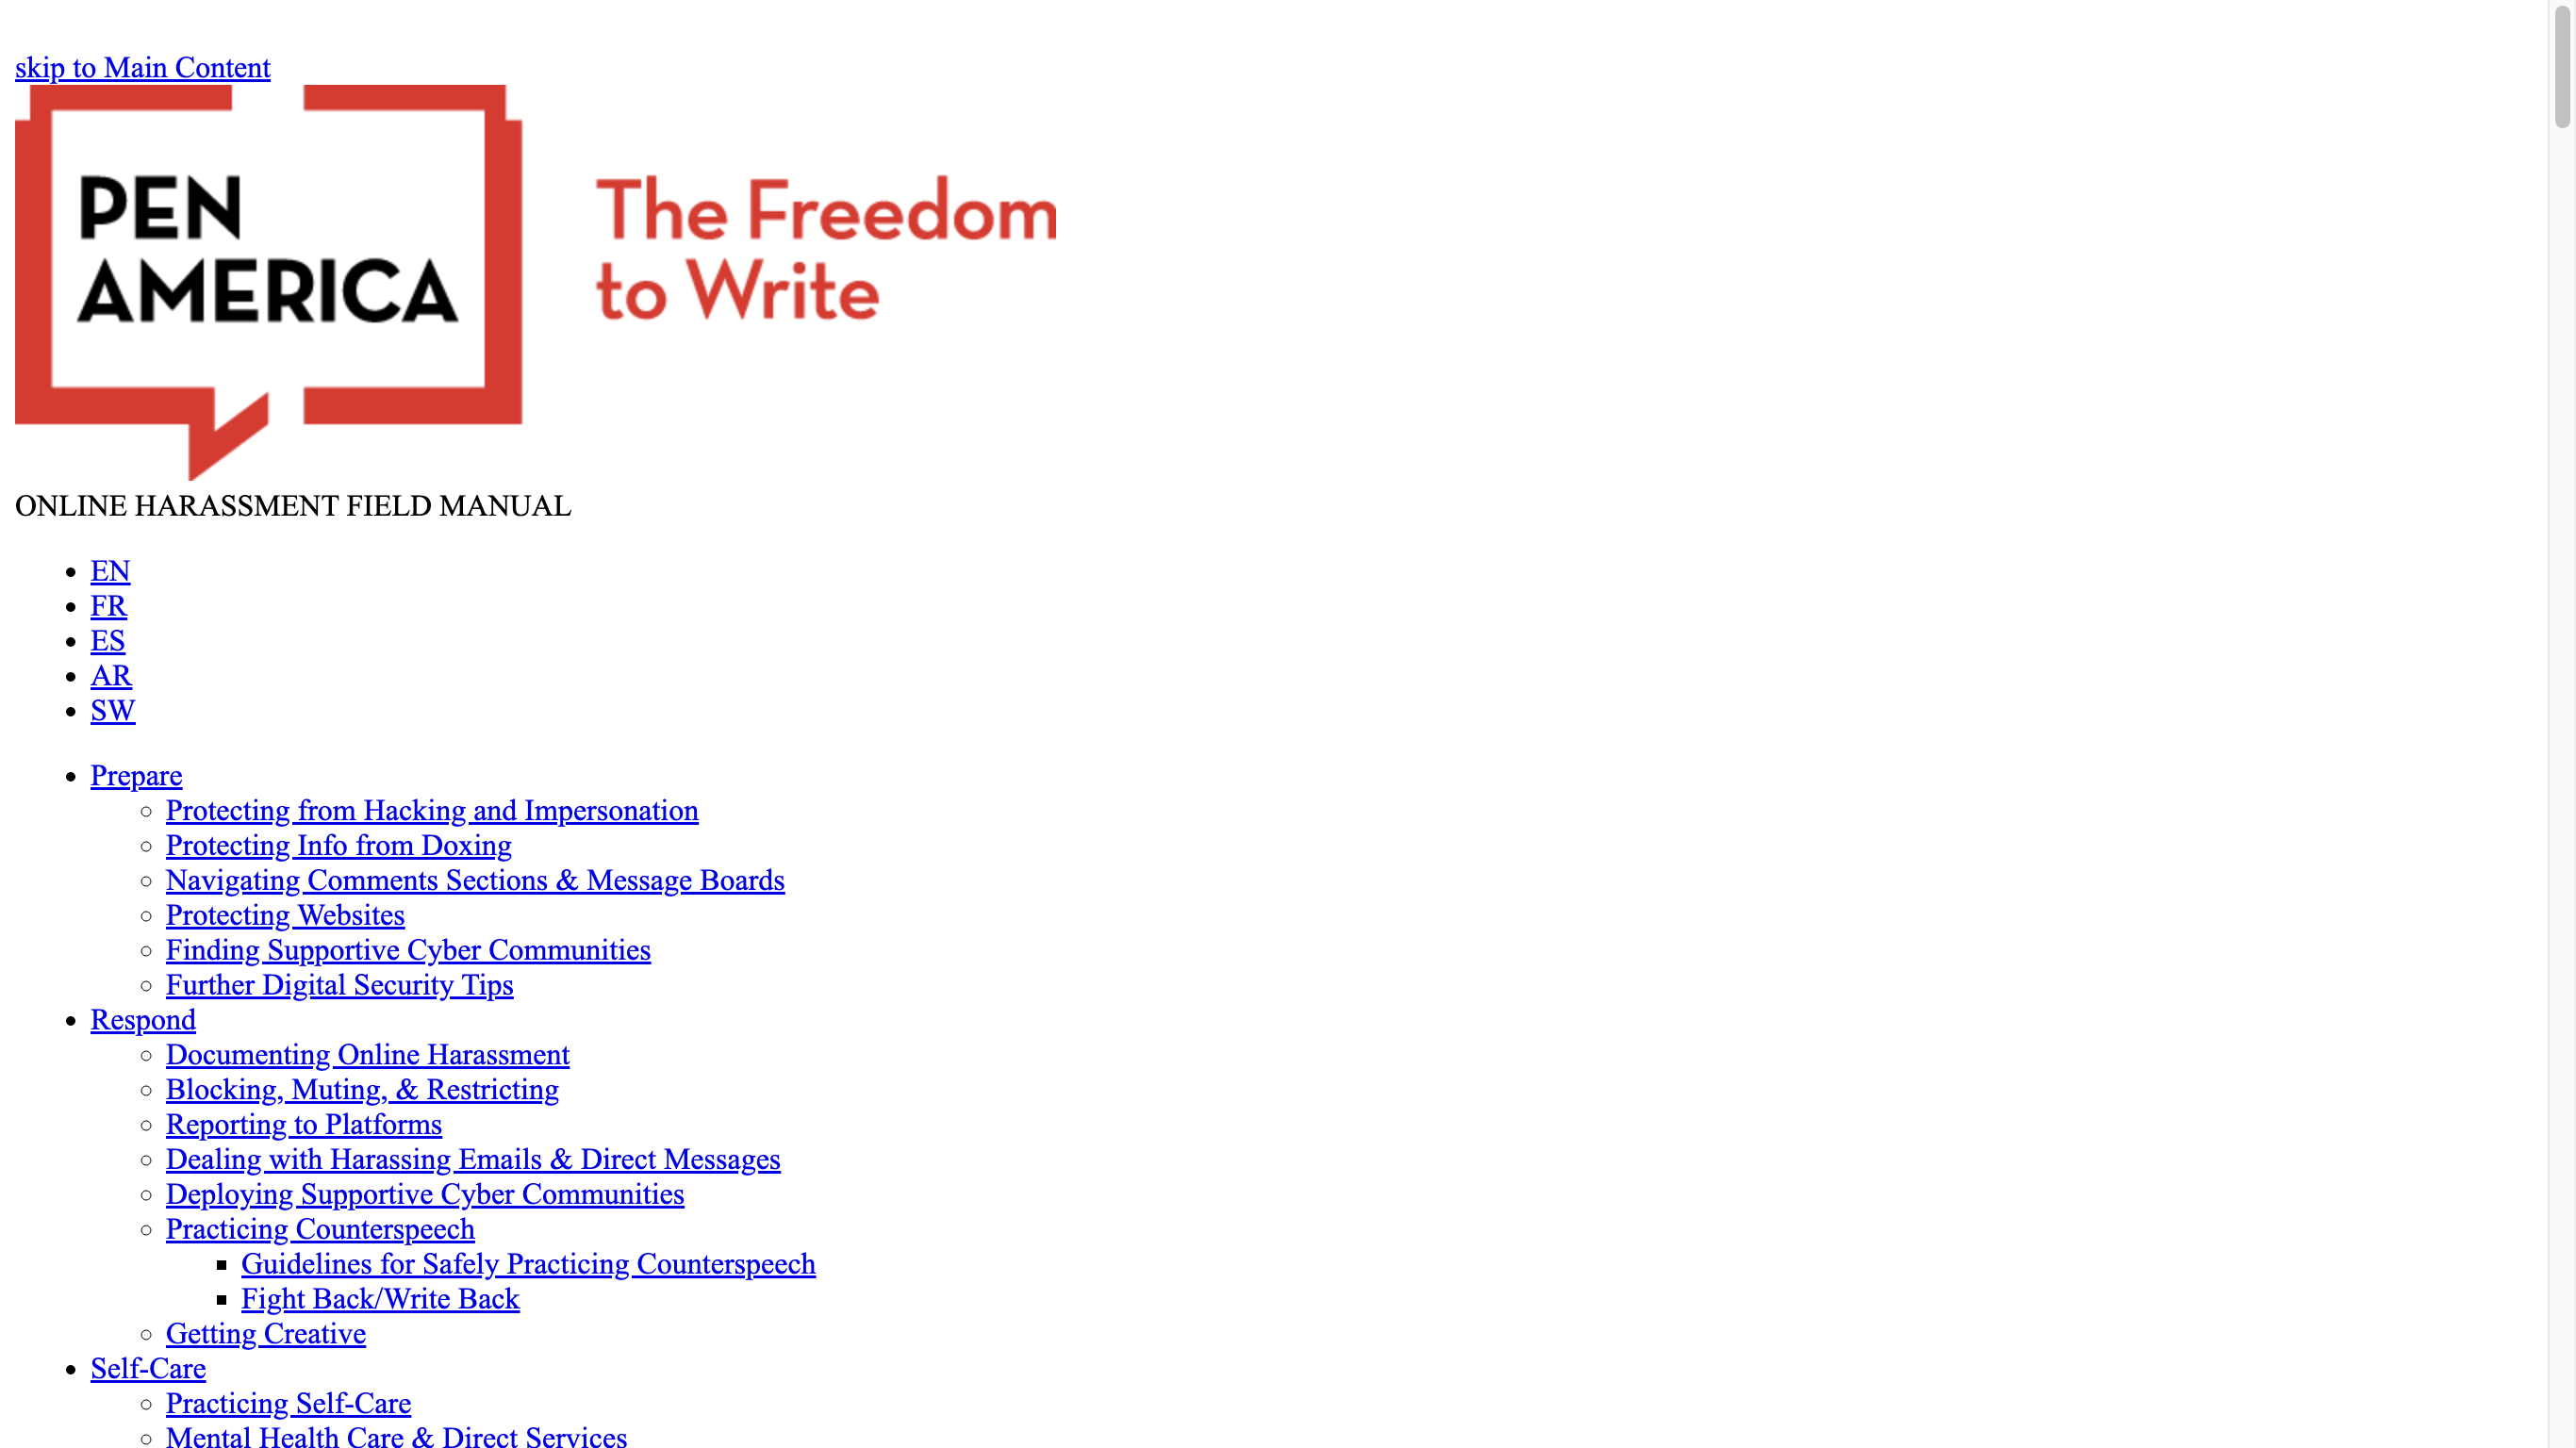 skip to Main Content
PEN
AMERICA
The Freedom
to Write
ONLINE HARASSMENT FIELD MANUAL
EN
FR
ES
AR
SW
Prepare
Protecting from Hacking and Impersonation
Protecting Info from Doxing
Navigating Comments Sections & Message Boards
Protecting Websites
Finding Supportive Cyber Communities
Further Digital Security Tips
Respond
Documenting Online Harassment
Blocking, Muting, & Restricting
Reporting to Platforms
Dealing with Harassing Emails & Direct Messages
Deploying Supportive Cyber Communities
Practicing Counterspeech
Guidelines for Safely Practicing Counterspeech
Fight Back/Write Back
Getting Creative
Self-Care
Practicing Self-Care
Mental Health Care & Direct Services